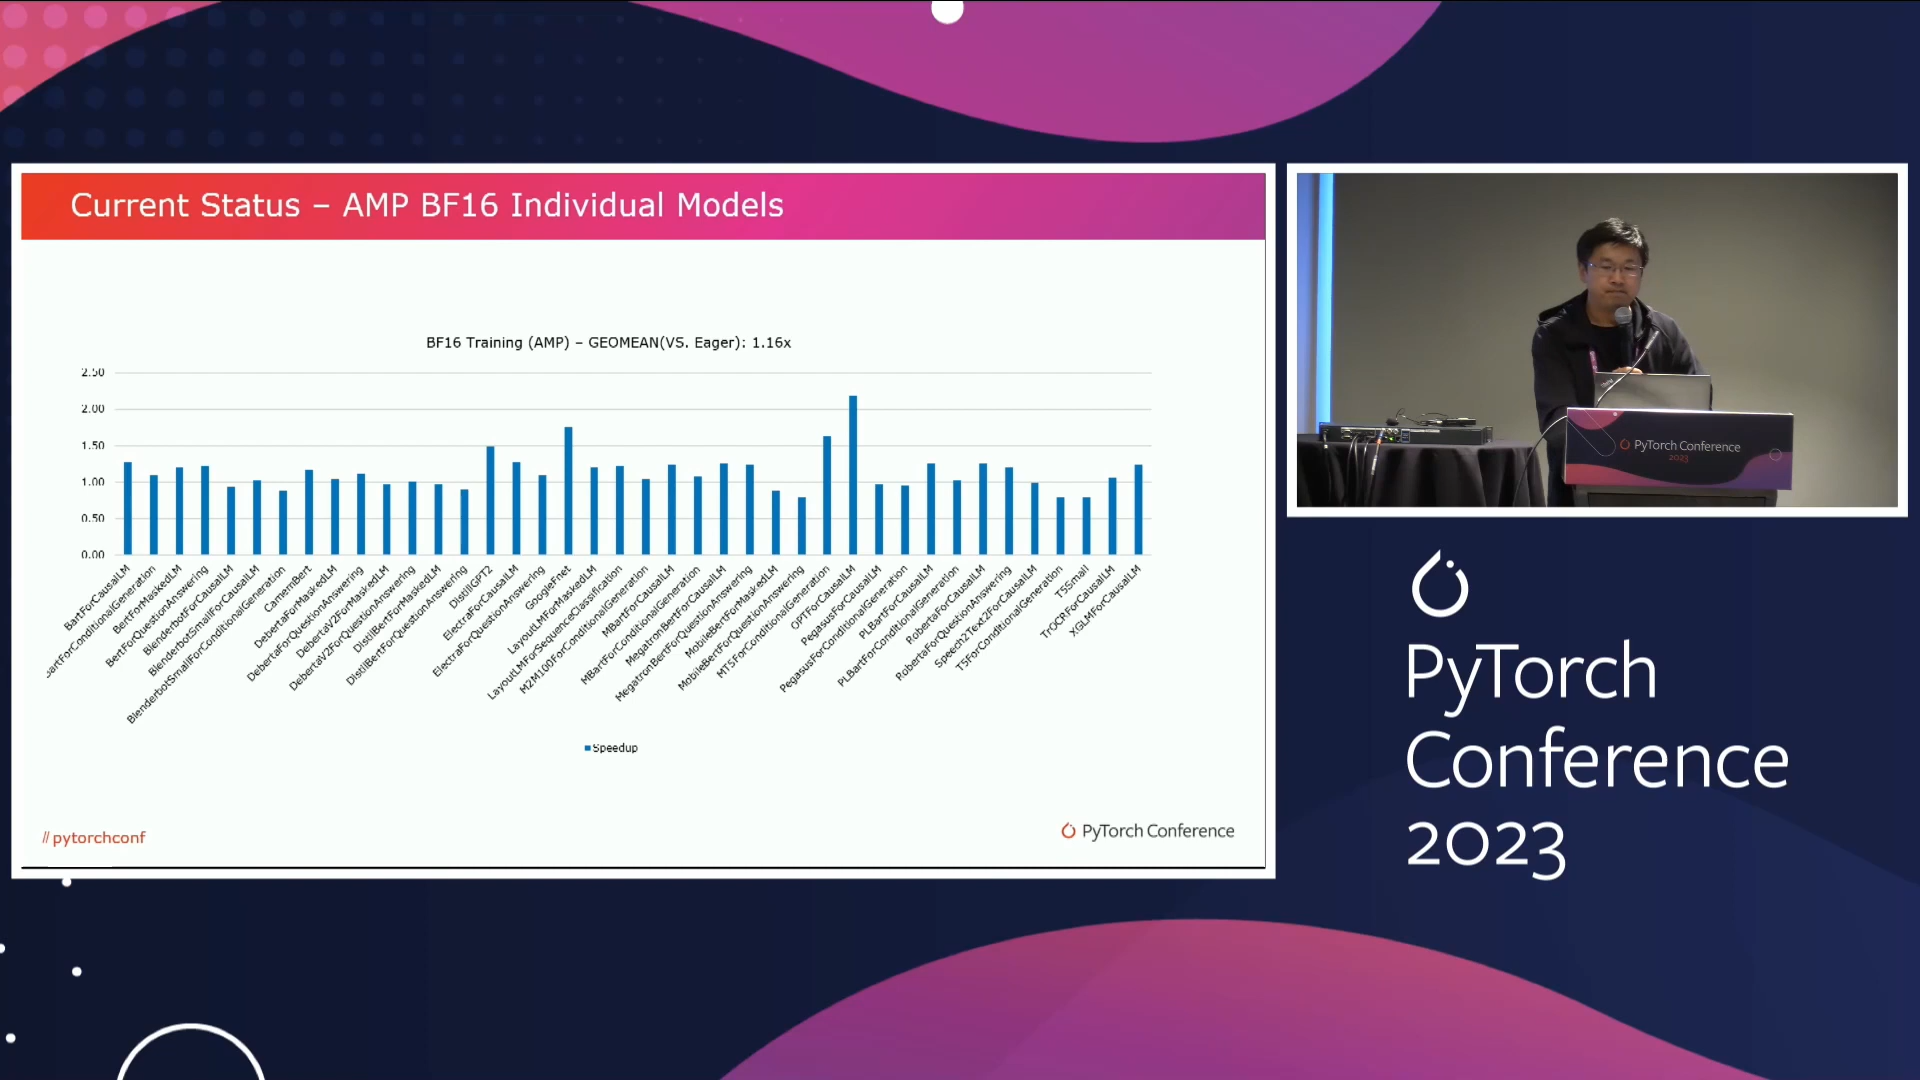 Current Status – AMP BF16 Individual Models
BF16 Training (AMP) – GEOMEAN(VS. Eager): 1.16x
2.50
2.00
1.50
1.00
0.50
0.00
BartForCausalLM
artForConditionalGeneration
BertForMaskedLM
BertForQuestionAnswering
BlenderbotForCausalLM
BlenderbotSmallForCausalLM
BlenderbotSmallForConditionalGeneration
CamemBert
DebertaForMaskedLM
DebertaForQuestionAnswering
DebertaV2ForMaskedLM
DebertaV2ForQuestionAnswering
DistilBertForMaskedLM
DistilBertForQuestionAnswering
DistillGPT2
ElectraForCausalLM
ElectraForQuestionAnswering
GoogleFnet
LayoutLMForMaskedLM
LayoutLMForSequenceClassification
M2M100ForConditionalGeneration
MBartForCausalLM
MBartForConditionalGeneration
MegatronBertForCausalLM
MegatronBertForQuestionAnswering
MobileBertForMaskedLM
MobileBertForQuestionAnswering
MT5ForConditionalGeneration
OPTForCausalLM
PegasusForCausalLM
PegasusForConditionalGeneration
PLBartForCausalLM
PLBartForConditionalGeneration
RobertaForCausalLM
RobertaForQuestionAnswering
Speech2Text2ForCausalLM
T5ForConditionalGeneration
T5Small
TrOCRForCausalLM
XGLMForCausalLM
Speedup
// pytorchconf
PyTorch Conference
PyTorch Conference
2023
PyTorch
Conference
2023